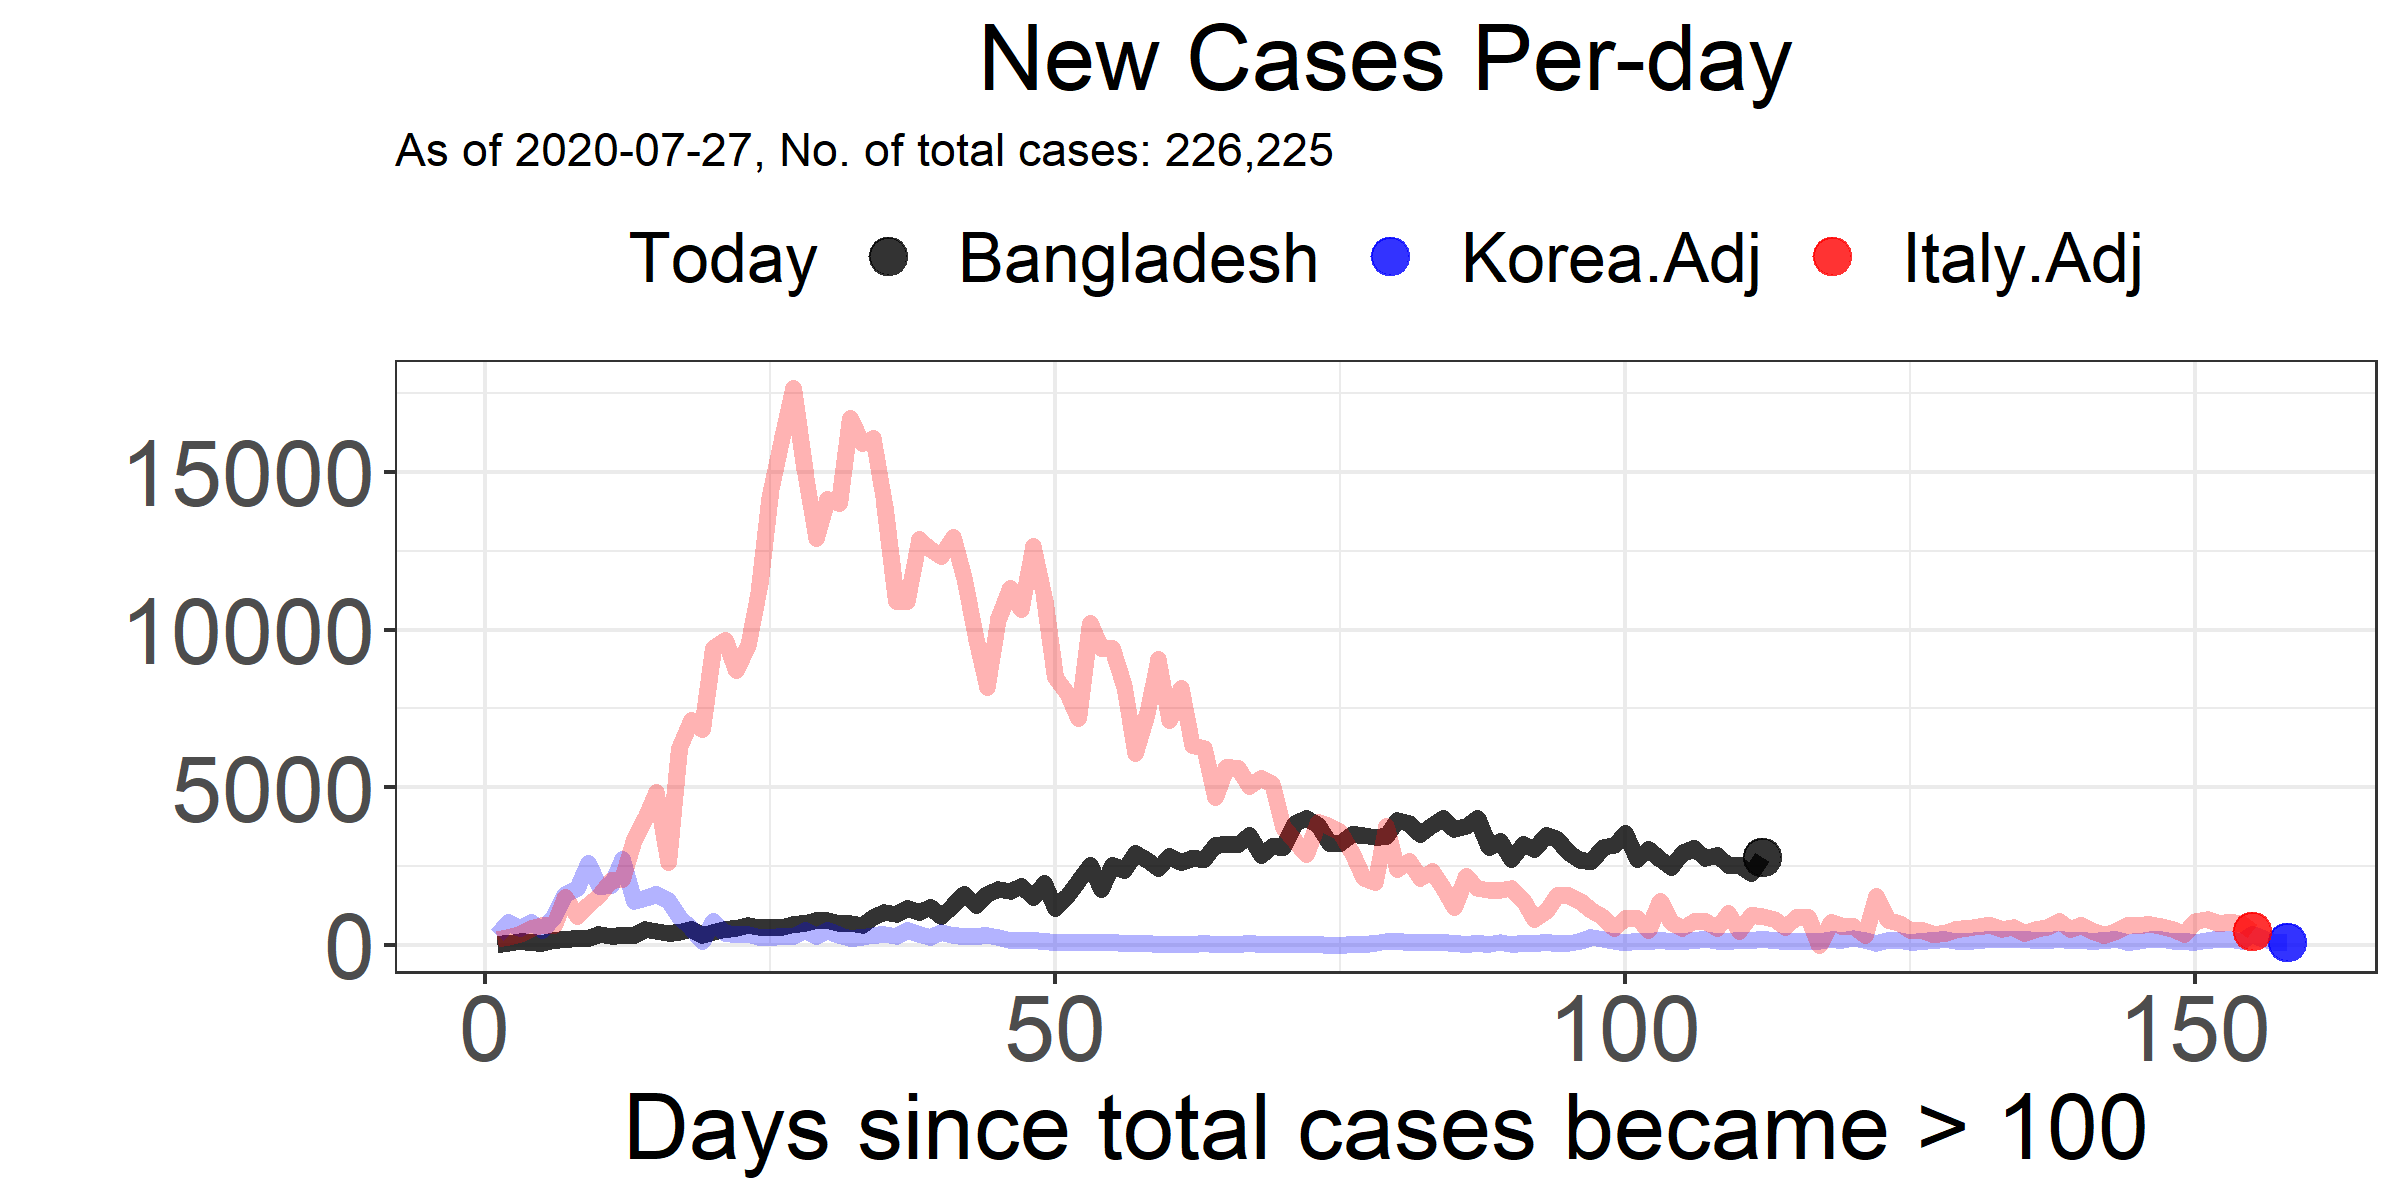 New Cases Per-day
As of 2020-07-27, No. of total cases: 226,225
Today Bangladesh Korea.Adj Italy.Adj
15000
10000
5000
0
0 50 100 150
Days since total cases became > 100